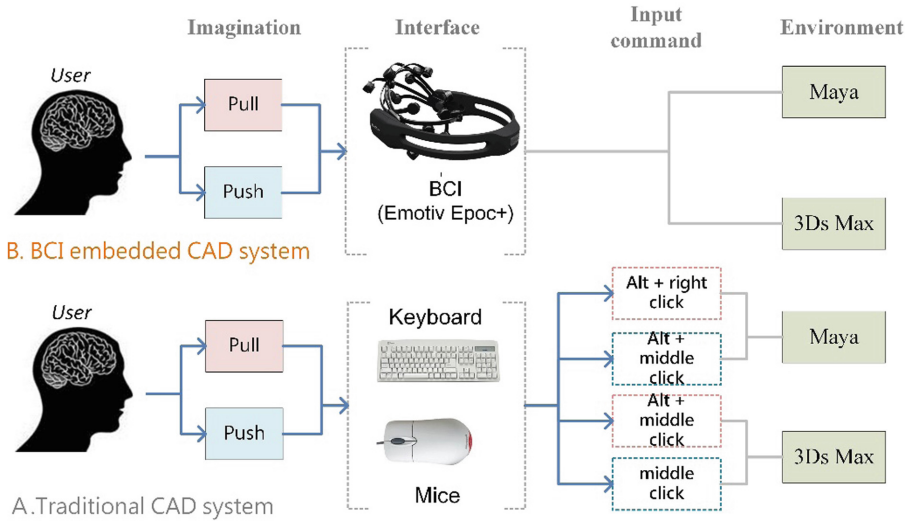 Imagination
Interface
Input
command
Environment
User
Pull
Push
BCI
(Emotiv Epoc+)
Maya
3Ds Max
B. BCI embedded CAD system
User
Pull
Push
Keyboard
Mice
Alt + right
click
Alt +
middle
click
Alt +
middle
click
middle
click
Maya
3Ds Max
A.Traditional CAD system